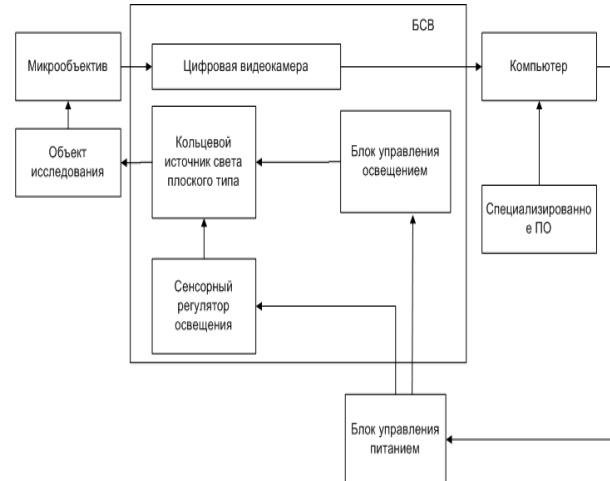 БСВ
Микрообъектив
Цифровая видеокамера
Компьютер
Объект
исследования
Кольцевой
источник света
плоского типа
Блок управления
освещением
Специализированно
е ПО
Сенсорный
регулятор
освещения
Блок управления
питанием